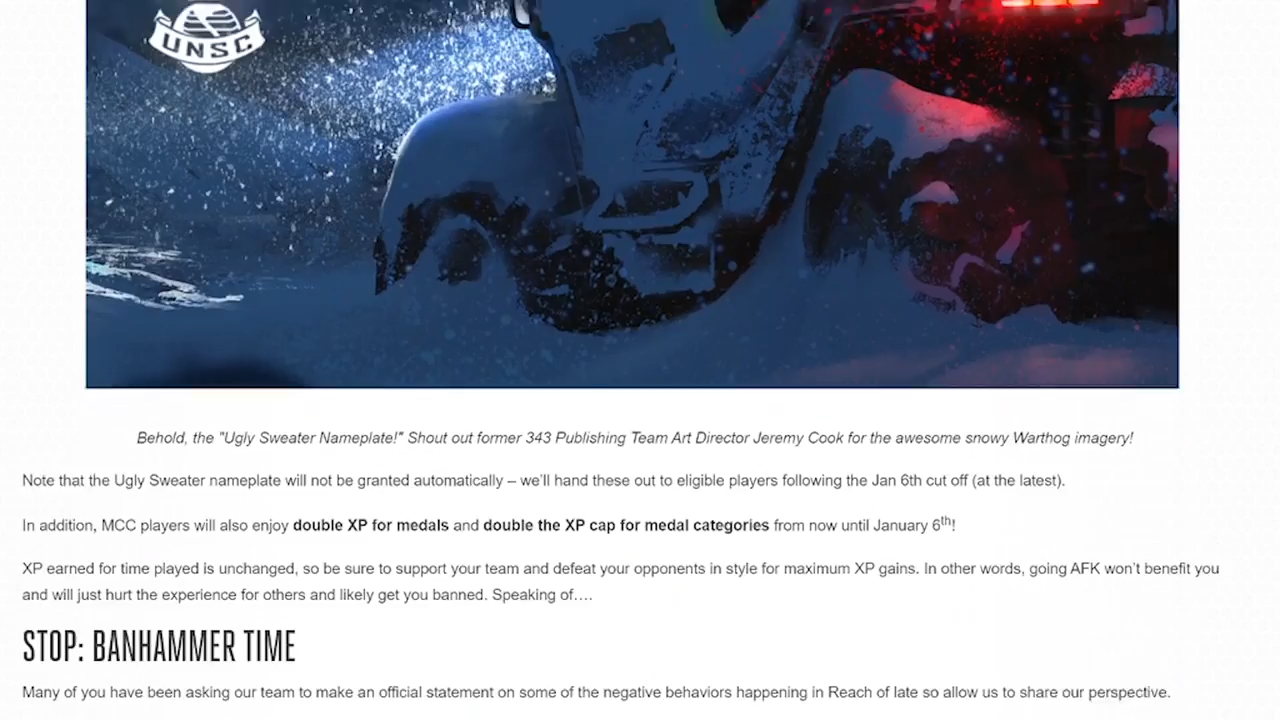 UNSC
Behold, the "Ugly Sweater Nameplate!" Shout out former 343 Publishing Team Art Director Jeremy Cook for the awesome snowy Warthog imagery!
Note that the Ugly Sweater nameplate will not be granted automatically – we'll hand these out to eligible players following the Jan 6th cut off (at the latest).
In addition, MCC players will also enjoy double XP for medals and double the XP cap for medal categories from now until January 6th!
XP earned for time played is unchanged, so be sure to support your team and defeat your opponents in style for maximum XP gains. In other words, going AFK won't benefit you
and will just hurt the experience for others and likely get you banned. Speaking of….
STOP: BANHAMMER TIME
Many of you have been asking our team to make an official statement on some of the negative behaviors happening in Reach of late so allow us to share our perspective.